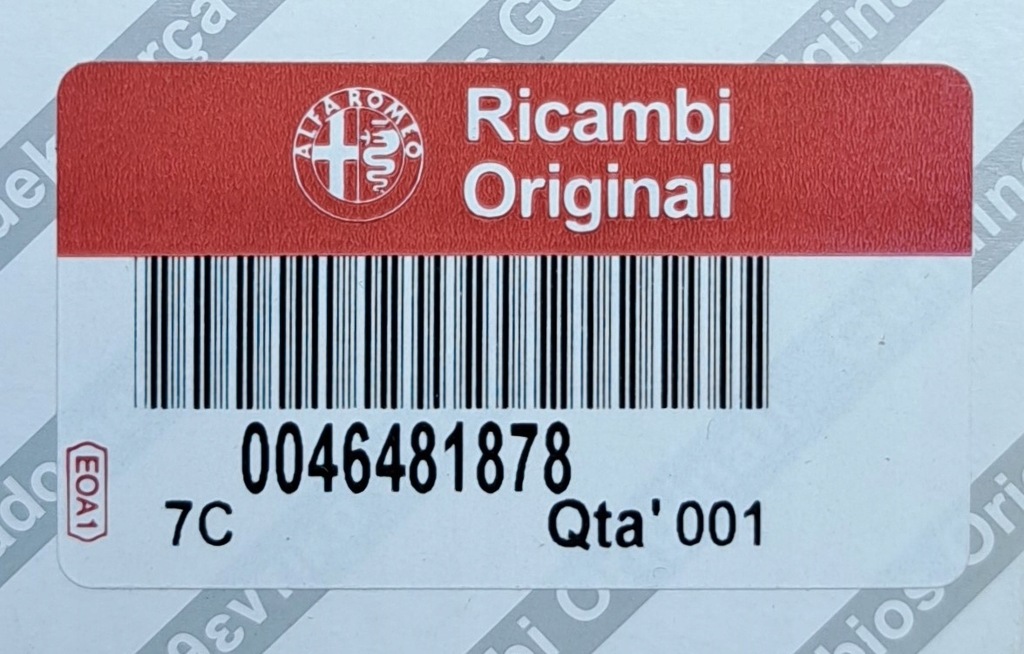 ALFA ROMEO
Ricambi
Originali
0046481878
EOA1
7C
Qta' 001